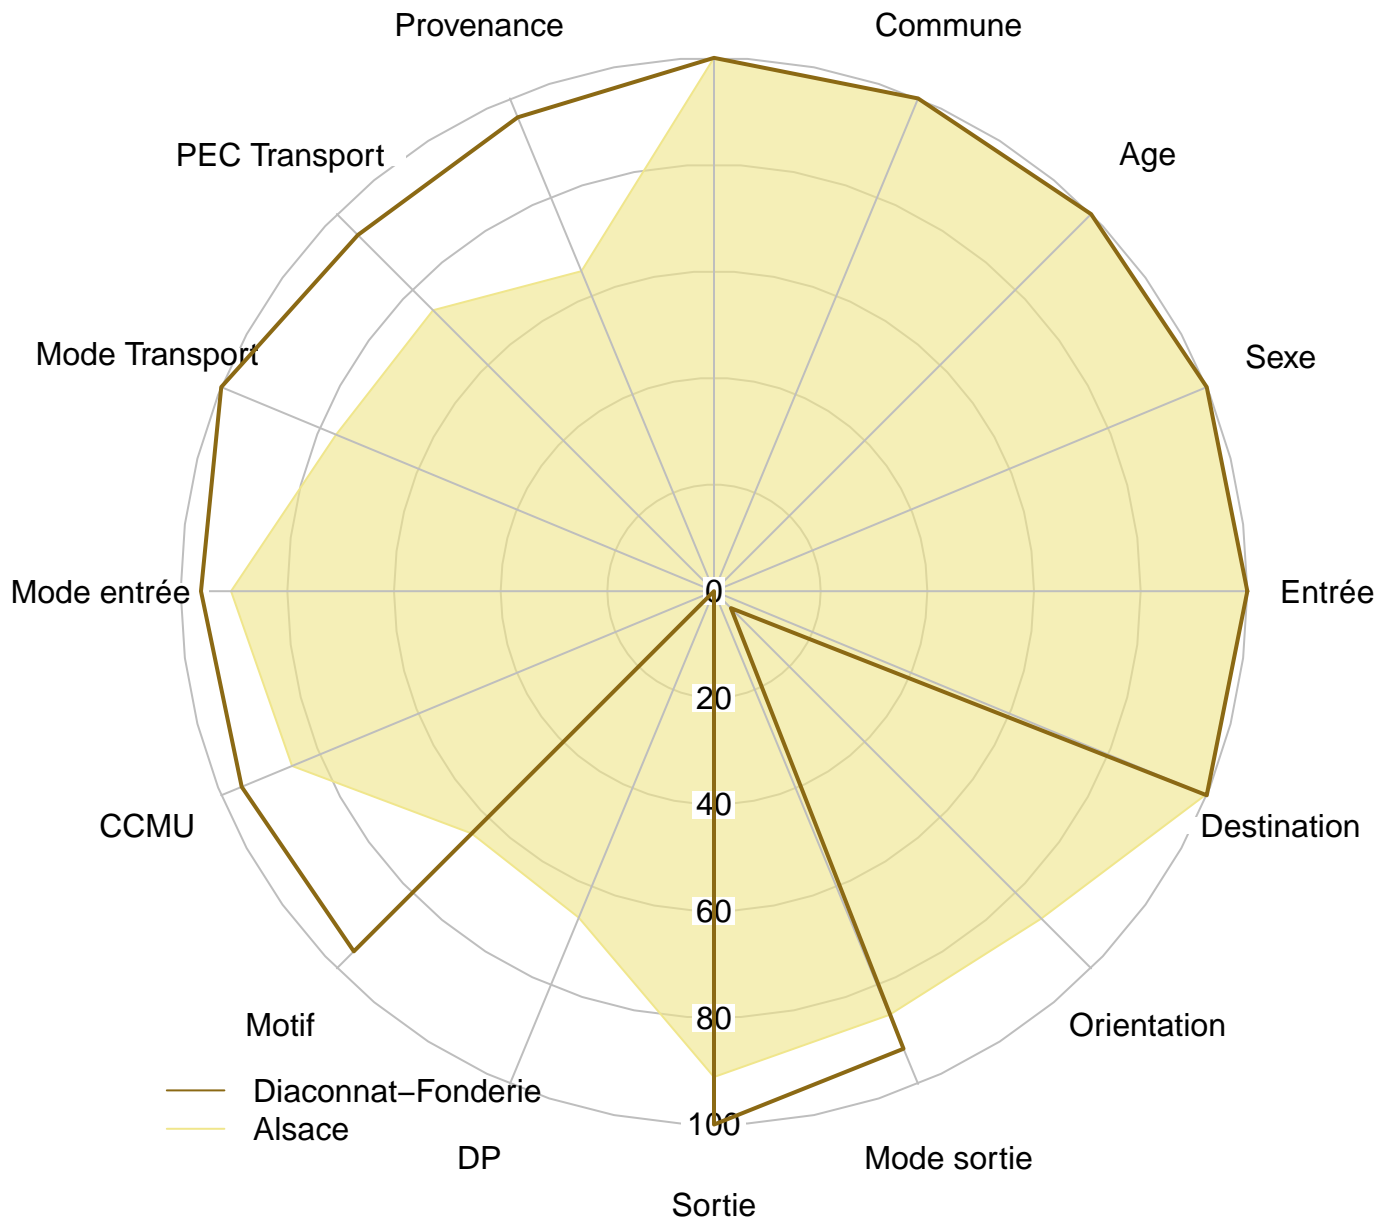 Provenance
Commune
PEC Transport
Age
Mode Transport
Sexe
Mode entrée
0
Entrée
20
40
CCMU
Destination
60
80
Motif
Orientation
Diaconnat−Fonderie
Alsace
100
DP
Mode sortie
Sortie